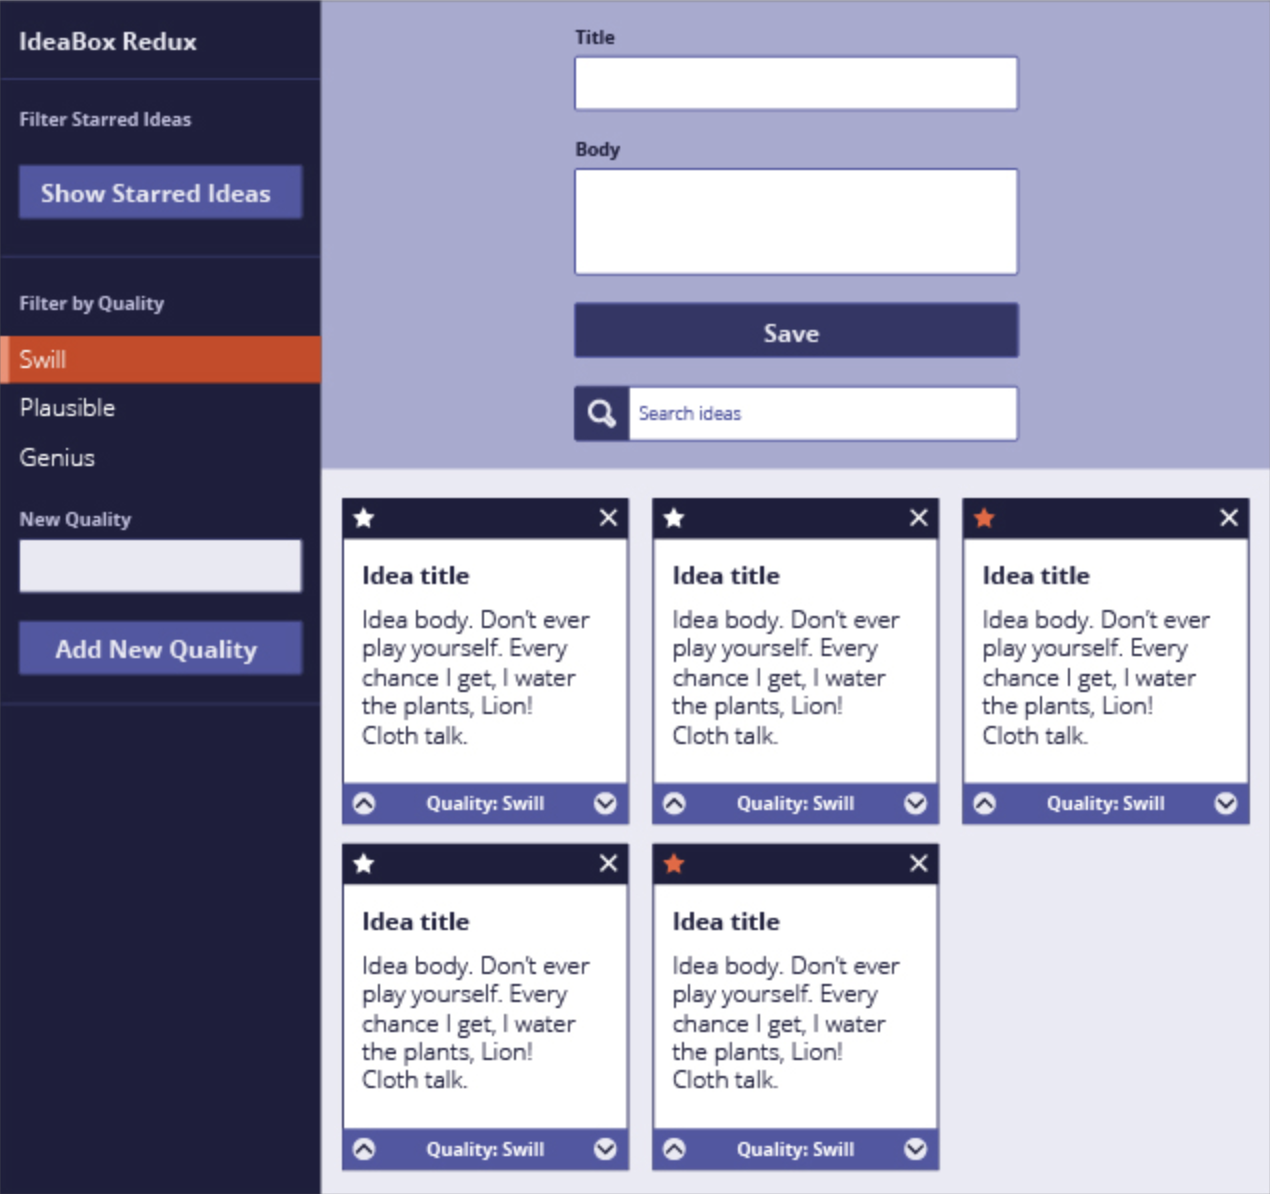 IdeaBox Redux
Filter Starred Ideas
Show Starred Ideas
Filter by Quality
Swill
Plausible
Genius
New Quality
Add New Quality
Title
Body
Save
Search ideas
Idea title
Idea body. Don't ever
play yourself. Every
chance I get, I water
the plants, Lion!
Cloth talk.
Quality: Swill
Idea title
Idea body. Don't ever
play yourself. Every
chance I get, I water
the plants, Lion!
Cloth talk.
Quality: Swill
Idea title
Idea body. Don't ever
play yourself. Every
chance I get, I water
the plants, Lion!
Cloth talk.
Quality: Swill
Idea title
Idea body. Don't ever
play yourself. Every
chance I get, I water
the plants, Lion!
Cloth talk.
Quality: Swill
Idea title
Idea body. Don't ever
play yourself. Every
chance I get, I water
the plants, Lion!
Cloth talk.
Quality: Swill